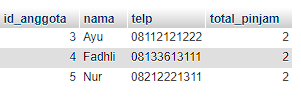 id_anggota nama telp total_pinjam
3 Ayu 08112121222 2
4 Fadhli 08133613111 2
5 Nur 08212221311 2